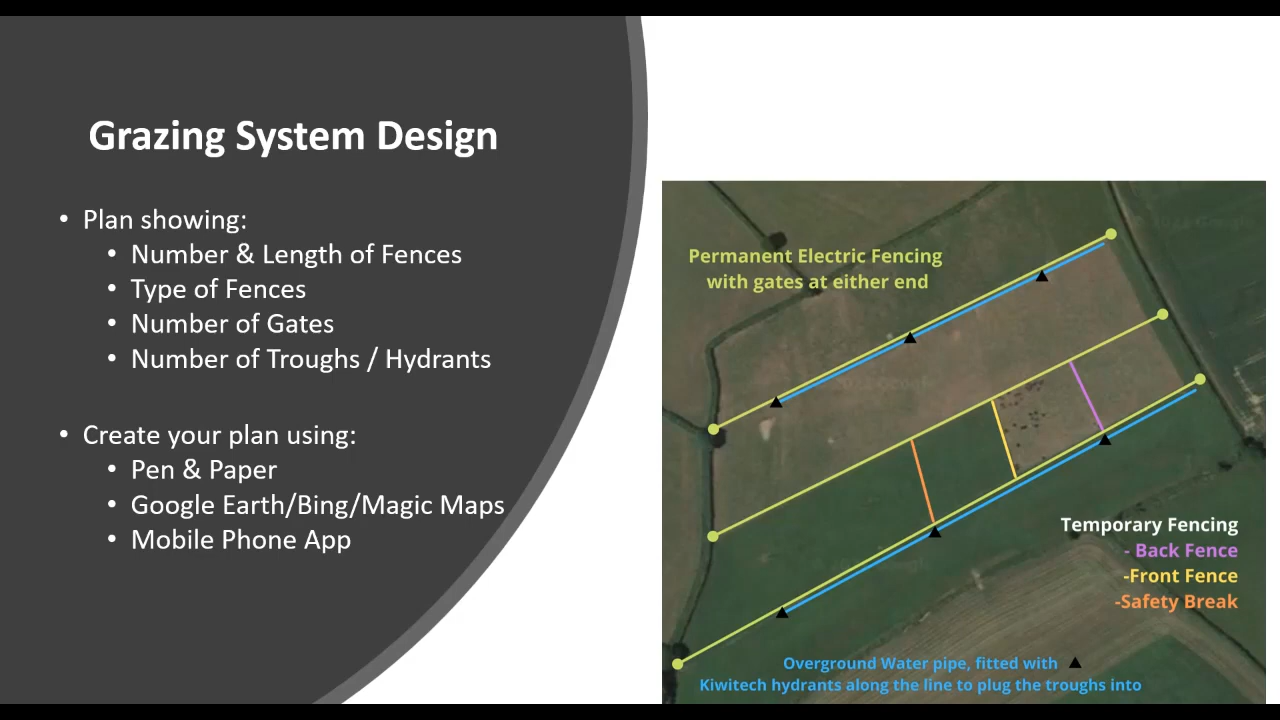 Grazing System Design
• Plan showing:
• Number & Length of Fences
• Type of Fences
• Number of Gates
• Number of Troughs / Hydrants
• Create your plan using:
• Pen & Paper
• Google Earth/Bing/Magic Maps
• Mobile Phone App
Permanent Electric Fencing
with gates at either end
Temporary Fencing
- Back Fence
-Front Fence
-Safety Break
Overground Water pipe, fitted with ▲
Kiwitech hydrants along the line to plug the troughs into